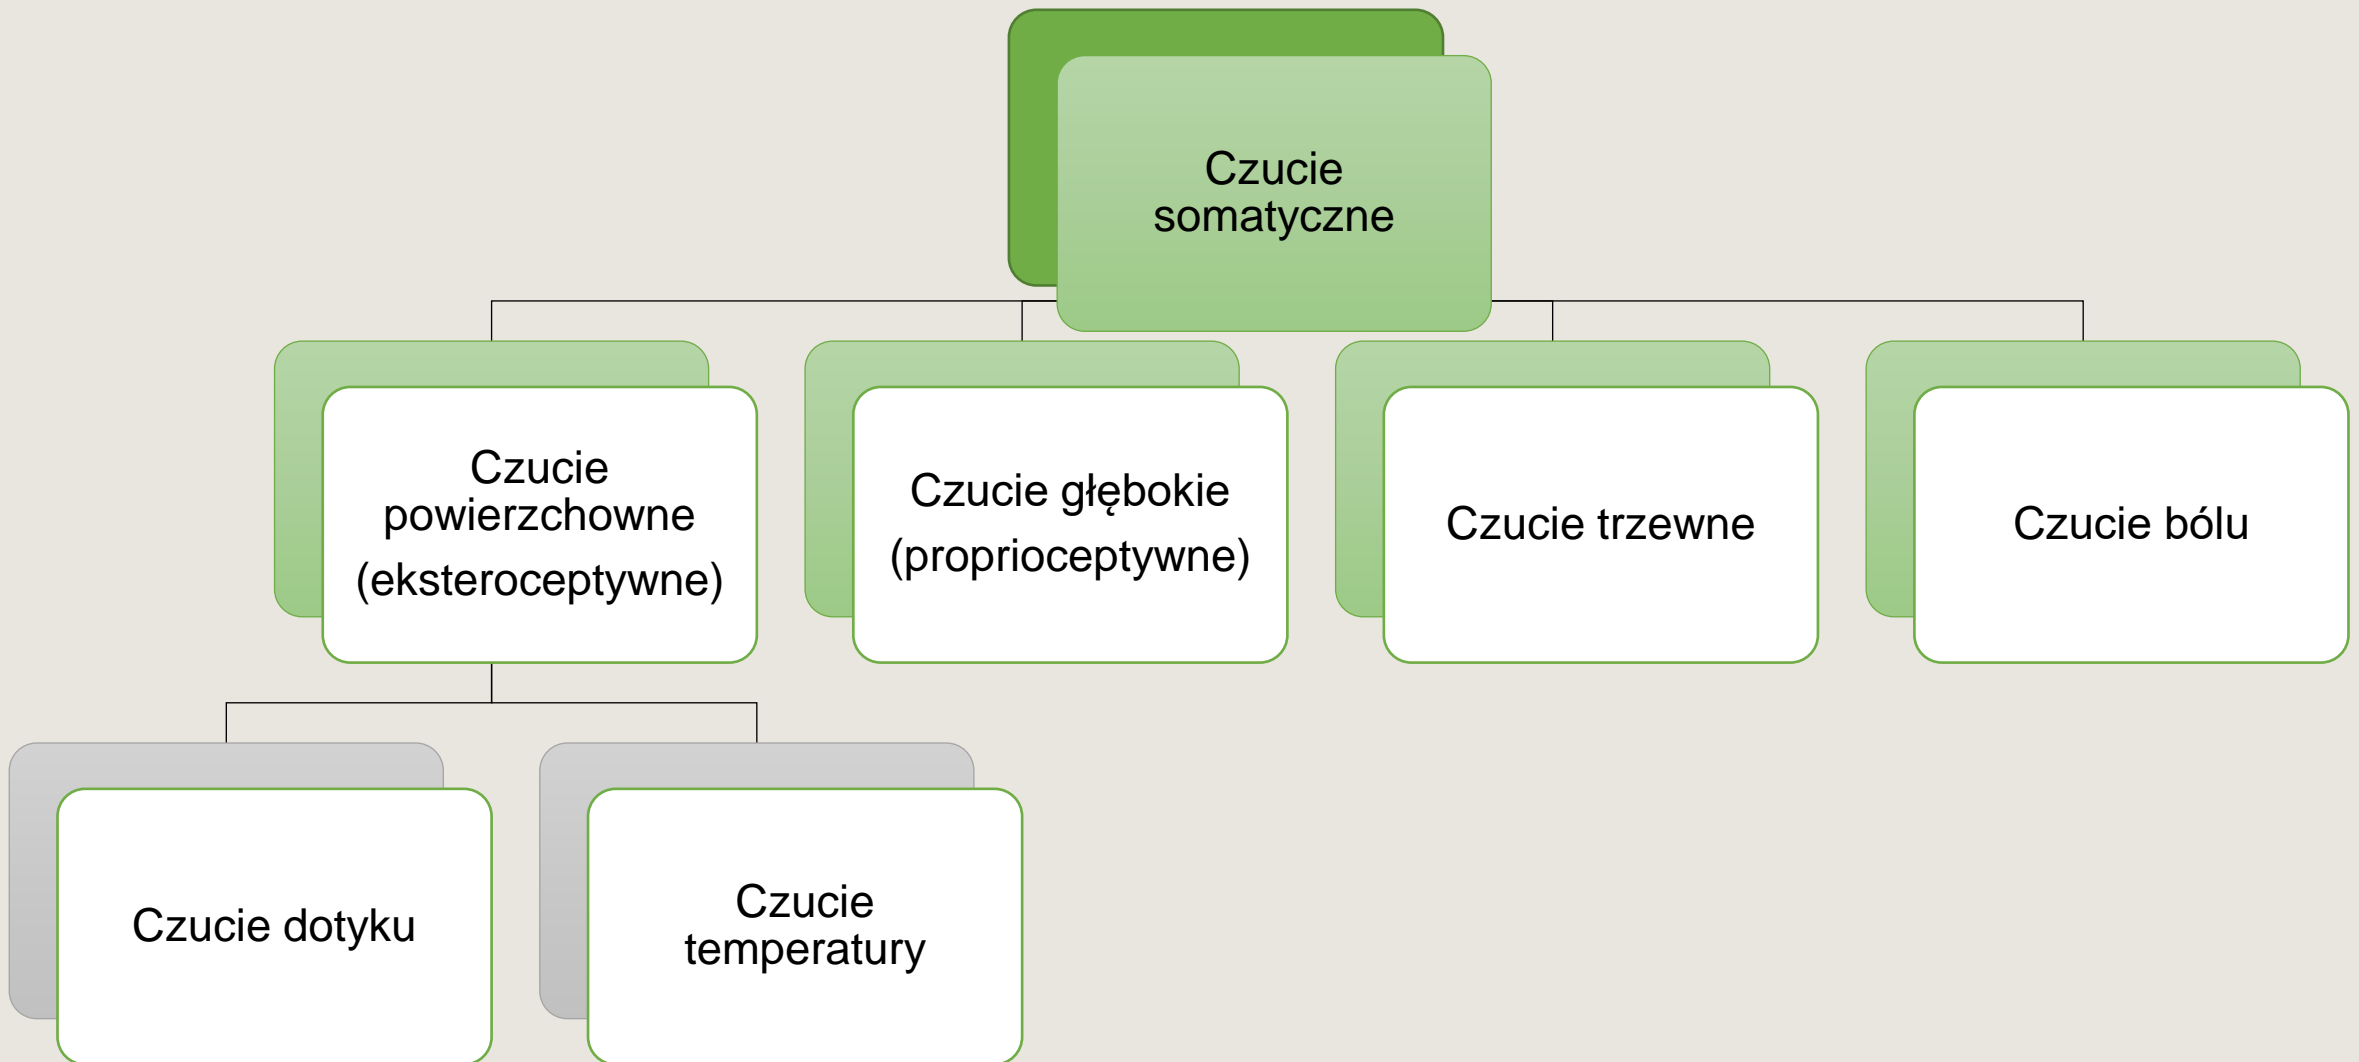 Czucie
somatyczne
Czucie
powierzchowne
(eksteroceptywne)
Czucie głębokie
(proprioceptywne)
Czucie trzewne
Czucie bólu
Czucie dotyku
Czucie
temperatury